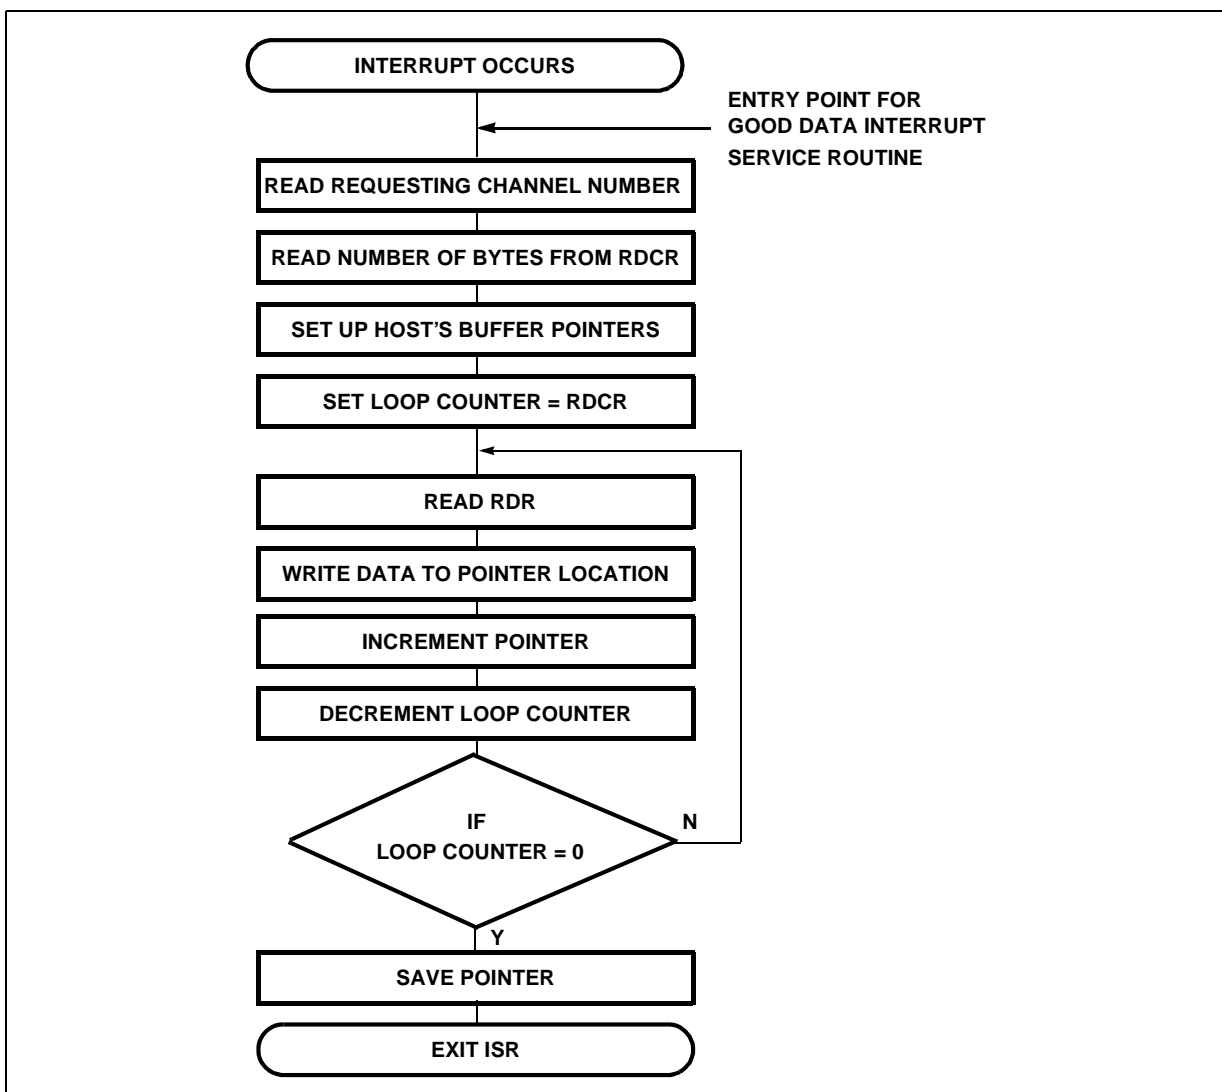 INTERRUPT OCCURS
ENTRY POINT FOR
GOOD DATA INTERRUPT
SERVICE ROUTINE
READ REQUESTING CHANNEL NUMBER
READ NUMBER OF BYTES FROM RDCR
SET UP HOST’S BUFFER POINTERS
SET LOOP COUNTER = RDCR
READ RDR
WRITE DATA TO POINTER LOCATION
INCREMENT POINTER
DECREMENT LOOP COUNTER
IF
LOOP COUNTER = 0
N
Y
SAVE POINTER
EXIT ISR